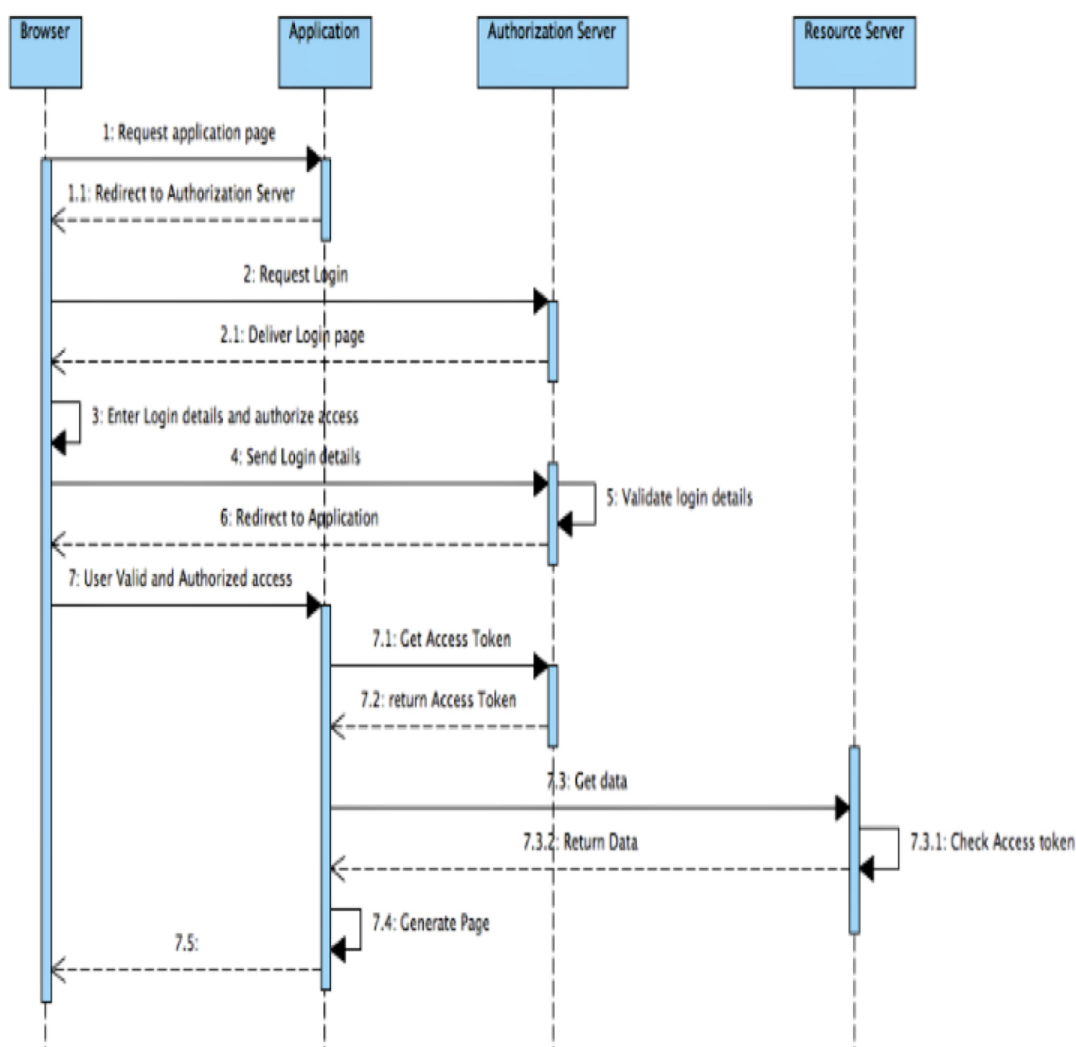 Browser
Application
Authorization Server
Resource Server
1: Request application page
1.1: Redirect to Authorization Server
2: Request Login
2.1: Deliver Login page
3: Enter Login details and authorize access
4: Send Login details
5: Validate login details
6: Redirect to Application
7: User Valid and Authorized access
7.1: Get Access Token
7.2: return Access Token
7.3: Get data
7.3.2: Return Data
7.3.1: Check Access token
7.4: Generate Page
7.5: